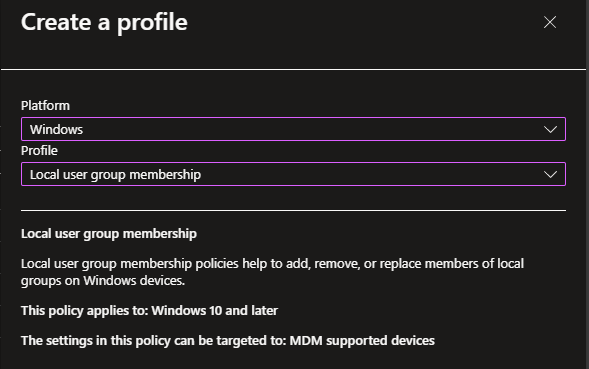 Create a profile
Platform
Windows
Profile
Local user group membership
Local user group membership
Local user group membership policies help to add, remove, or replace members of local
groups on Windows devices.
This policy applies to: Windows 10 and later
The settings in this policy can be targeted to: MDM supported devices